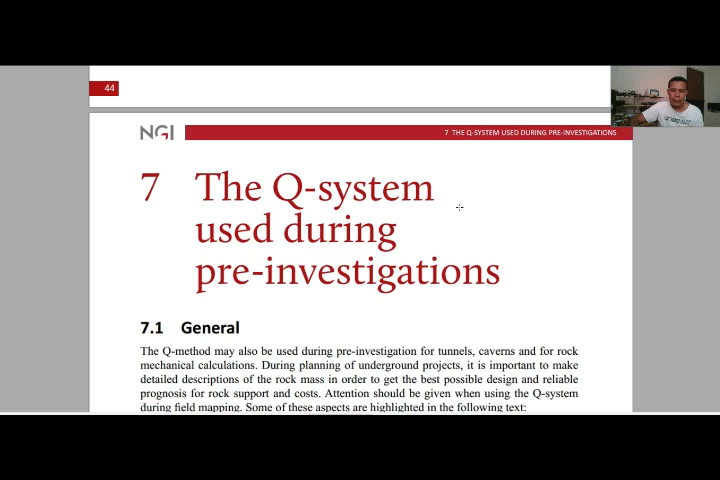 44
NGI
7 THE Q-SYSTEM USED DURING PRE-INVESTIGATIONS
7 The Q-system
used during
pre-investigations
7.1 General
The Q-method may also be used during pre-investigation for tunnels, caverns and for rock
mechanical calculations. During planning of underground projects, it is important to make
detailed descriptions of the rock mass in order to get the best possible design and reliable
prognosis for rock support and costs. Attention should be given when using the Q-system
during field mapping. Some of these aspects are highlighted in the following text: